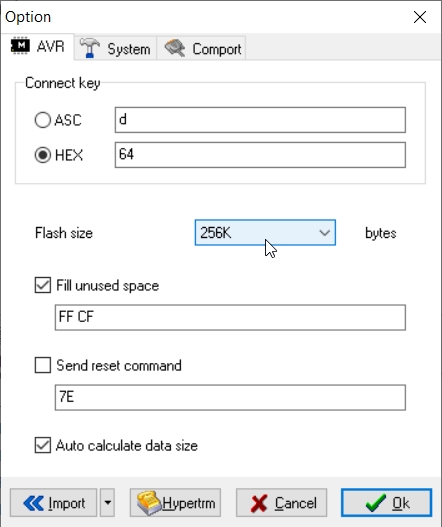 Option
AVR System Comport
Connect key
ASC d
HEX 64
Flash size 256K bytes
Fill unused space
FF CF
Send reset command
7E
Auto calculate data size
Import Hypertrm Cancel Ok